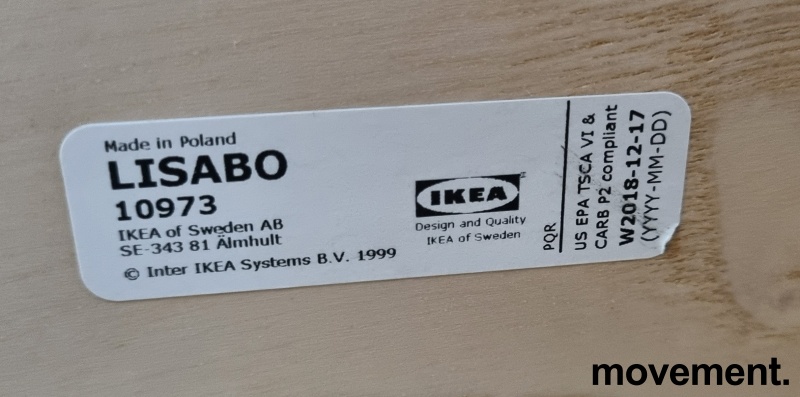 Made in Poland
LISABO
10973
IKEA of Sweden AB
SE-343 81 Älmhult
© Inter IKEA Systems B.V. 1999
IKEA
Design and Quality
IKEA of Sweden
PQR
US EPA TSCA VI &
CARB P2 compliant
W2018-12-17
(YYYY-MM-DD)
movement.